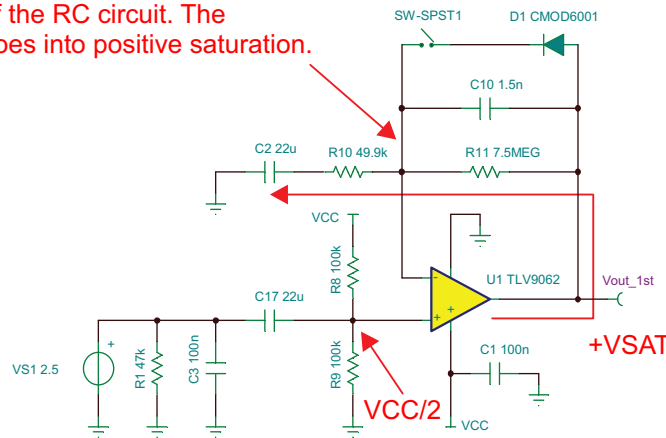 f the RC circuit. The
oes into positive saturation.
SW-SPST1
D1 CMOD6001
C10 1.5n
C2 22u
R10 49.9k
R11 7.5MEG
VCC
R8 100k
U1 TLV9062
Vout_1st
C17 22u
+VSAT
VS1 2.5
R1 47k
C3 100n
R9 100k
C1 100n
VCC/2
VCC